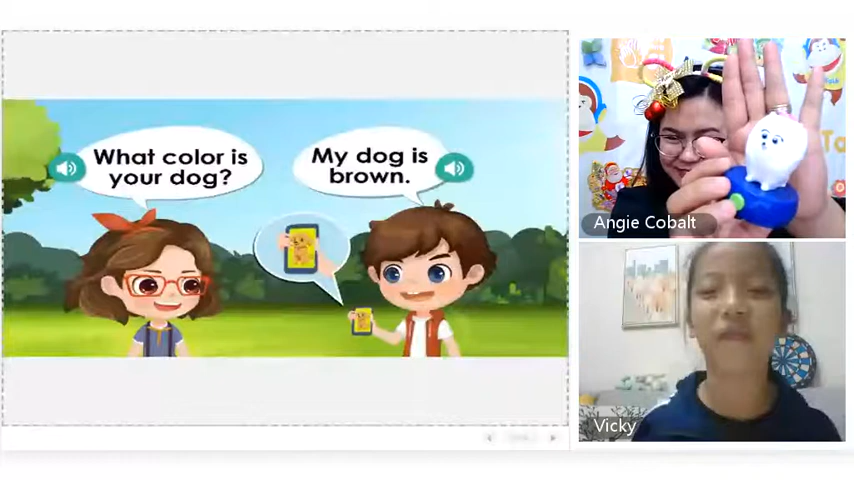 What color is
your dog?
My dog is
brown.
Angie Cobalt
Vicky